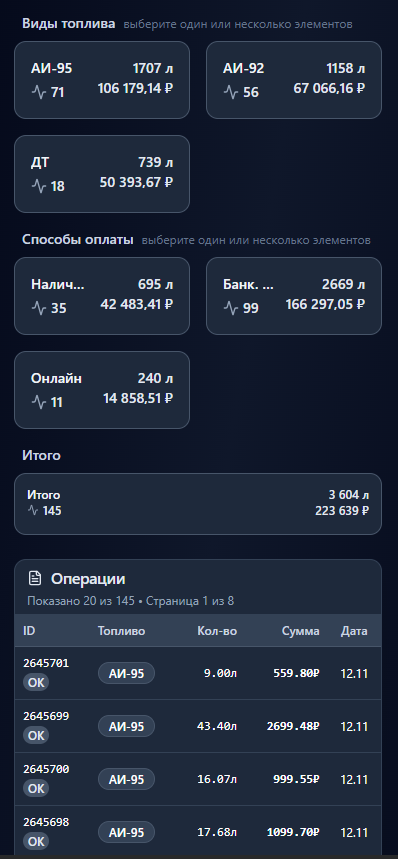 Виды топлива выберите один или несколько элементов
АИ-95 1707 л
71 106 179,14 ₽
АИ-92 1158 л
56 67 066,16 ₽
ДТ 739 л
18 50 393,67 ₽
Способы оплаты выберите один или несколько элементов
Налич... 695 л
35 42 483,41 ₽
Банк. ... 2669 л
99 166 297,05 ₽
Онлайн 240 л
11 14 858,51 ₽
Итого
Итого 3 604 л
145 223 639 ₽
Операции
Показано 20 из 145 • Страница 1 из 8
ID Топливо Кол-во Сумма Дата
2645701 АИ-95 9.00л 559.80₽ 12.11
OK
2645699 АИ-95 43.40л 2699.48₽ 12.11
OK
2645700 АИ-95 16.07л 999.55₽ 12.11
OK
2645698 АИ-95 17.68л 1099.70₽ 12.11
OK